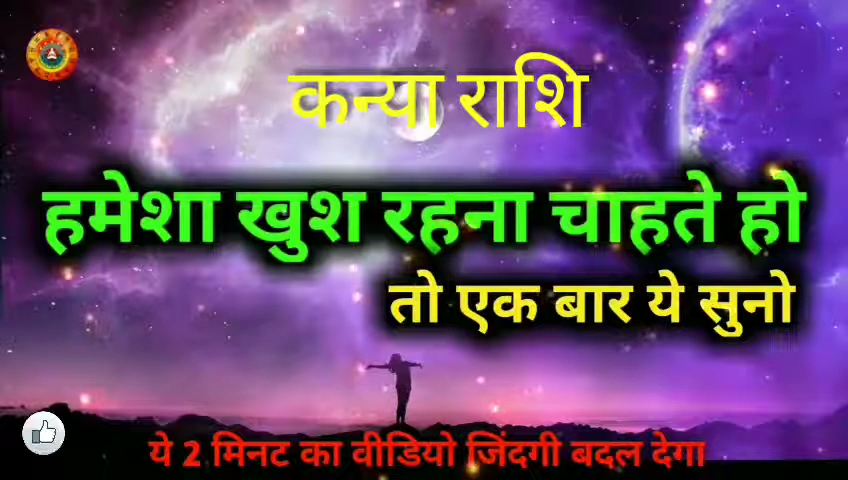 कन्या राशि
हमेशा खुश रहना चाहते हो
तो एक बार ये सुनो
ये 2 मिनट का वीडियो जिंदगी बदल देगा